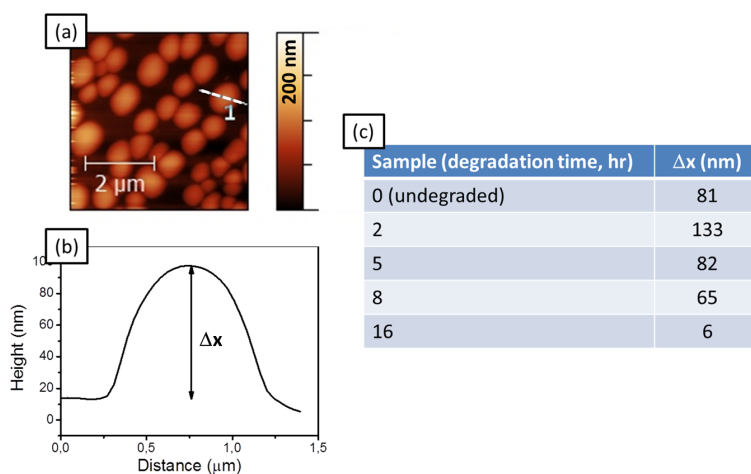 (a)
200 nm
1
2 μm
(b)
Height (nm)
80
60
40
20
0
Δx
0,0 0,5 1,0 1,5
Distance (μm)
(c)
Sample (degradation time, hr) Δx (nm)
0 (undegraded) 81
2 133
5 82
8 65
16 6